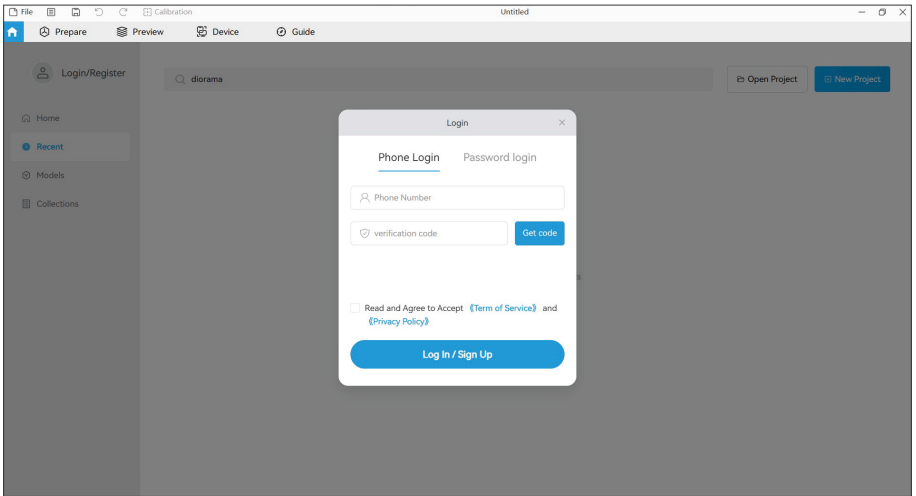 File Calibration Untitled
Prepare Preview Device Guide
Login/Register
diorama
Open Project
New Project
Home
Recent
Models
Collections
Login
Phone Login Password login
Phone Number
verification code
Get code
Read and Agree to Accept 《Term of Service》 and
《Privacy Policy》
Log In / Sign Up
s